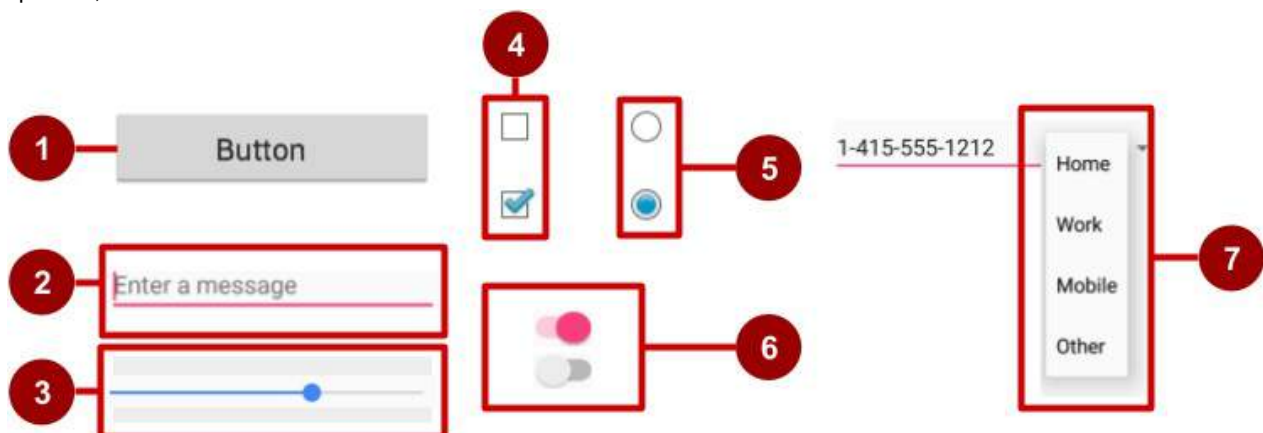 4
1
Button
5
1-415-555-1212
Home
Work
2
Enter a message
7
Mobile
6
Other
3